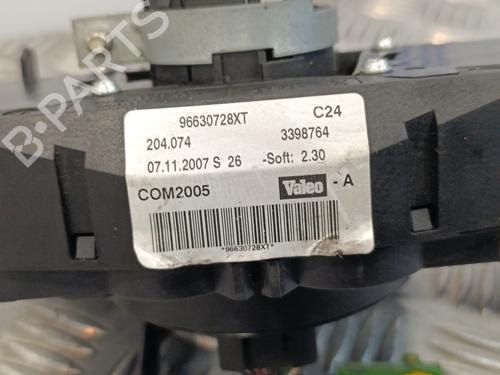 B-PARTS
96630728XT C24
204.074 3398764
07.11.2007 S 26 -Soft: 2.30
COM2005 Valeo - A
*96630728XT*